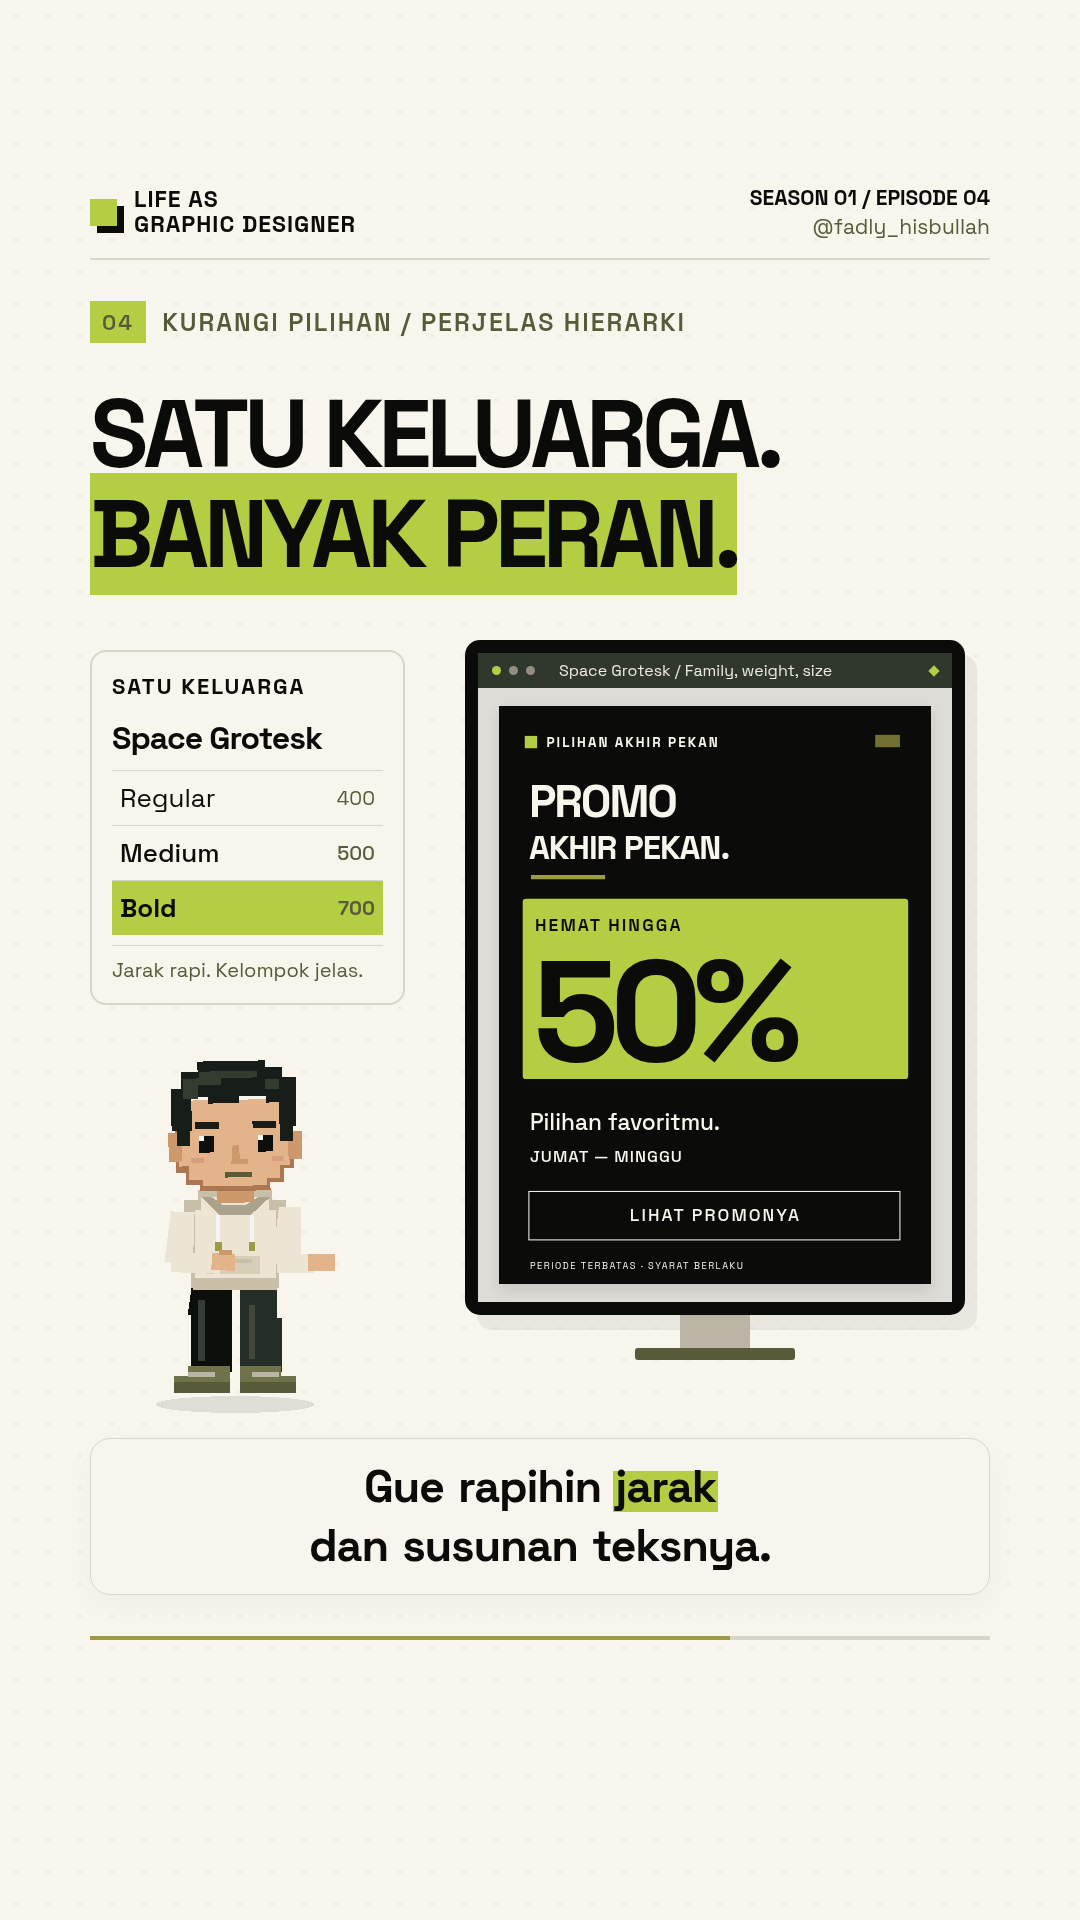 LIFE AS
GRAPHIC DESIGNER
SEASON 01 / EPISODE 04
@fadly_hisbullah
04 KURANGI PILIHAN / PERJELAS HIERARKI
SATU KELUARGA.
BANYAK PERAN.
SATU KELUARGA
Space Grotesk
Regular 400
Medium 500
Bold 700
Jarak rapi. Kelompok jelas.
Space Grotesk / Family, weight, size
PILIHAN AKHIR PEKAN
PROMO
AKHIR PEKAN.
HEMAT HINGGA
50%
Pilihan favoritmu.
JUMAT — MINGGU
LIHAT PROMONYA
PERIODE TERBATAS · SYARAT BERLAKU
Gue rapihin jarak
dan susunan teksnya.